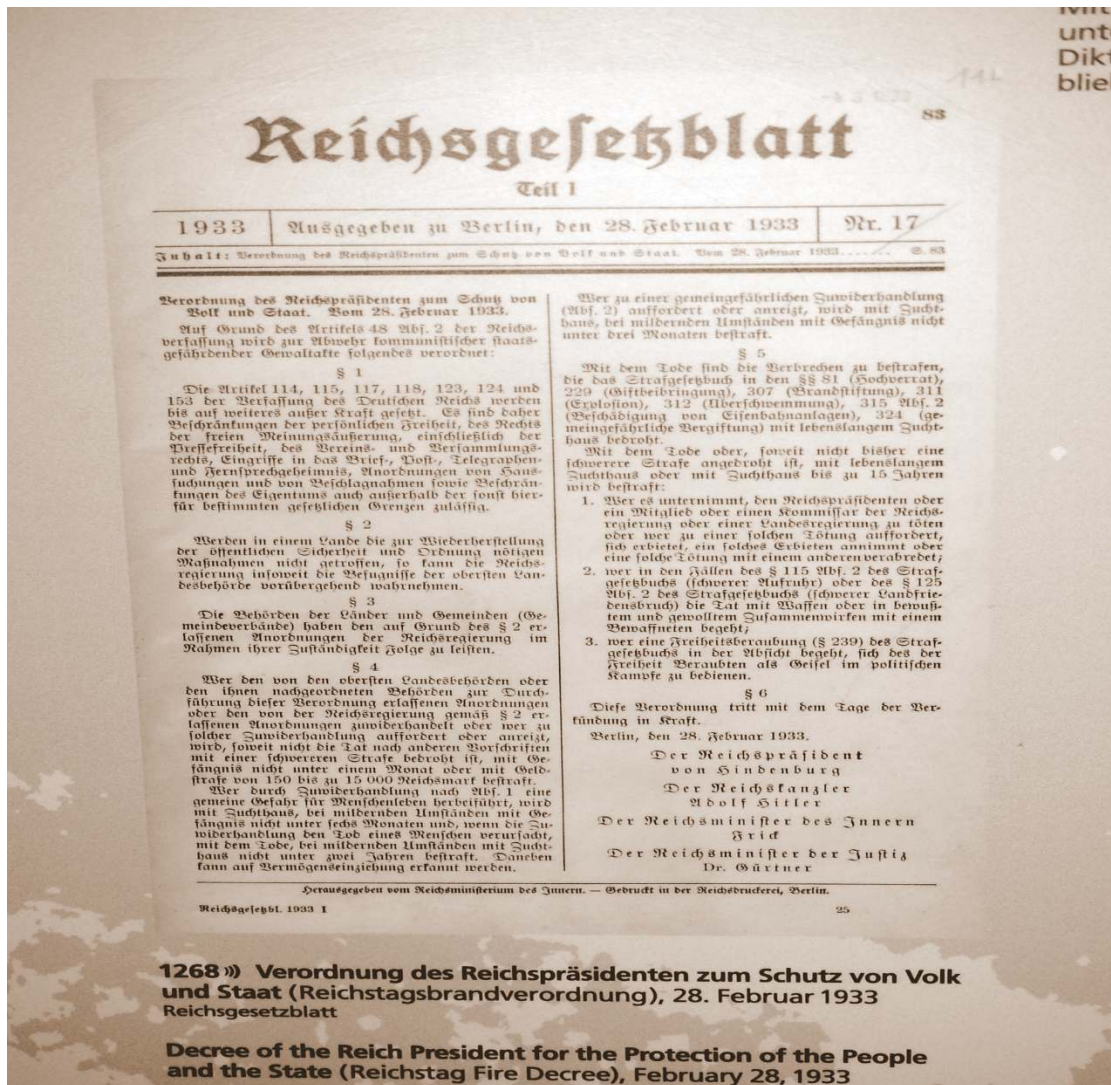 unt
Dikt
blie
83
Reichsgesetzblatt
Teil I
1933 Ausgegeben zu Berlin, den 28. Februar 1933 Nr. 17
Inhalt: Verordnung des Reichspräsidenten zum Schutz von Volk und Staat. Vom 28. Februar 1933....... S. 83
Verordnung des Reichspräsidenten zum Schutz von
Volk und Staat. Vom 28. Februar 1933.
Auf Grund des Artikels 48 Abs. 2 der Reichs-
verfassung wird zur Abwehr kommunistischer staats-
gefährdender Gewaltakte folgendes verordnet:
§ 1
Die Artikel 114, 115, 117, 118, 123, 124 und
153 der Verfassung des Deutschen Reichs werden
bis auf weiteres außer Kraft gesetzt. Es sind daher
Beschränkungen der persönlichen Freiheit, des Rechts
der freien Meinungsäußerung, einschließlich der
Pressefreiheit, des Vereins- und Versammlungs-
rechts, Eingriffe in das Brief-, Post-, Telegraphen-
und Fernsprechgeheimnis, Anordnungen von Haus-
suchungen und von Beschlagnahmen sowie Beschrän-
kungen des Eigentums auch außerhalb der sonst hier-
für bestimmten gesetzlichen Grenzen zulässig.
§ 2
Werden in einem Lande die zur Wiederherstellung
der öffentlichen Sicherheit und Ordnung nötigen
Maßnahmen nicht getroffen, so kann die Reichs-
regierung insoweit die Befugnisse der obersten Lan-
desbehörde vorübergehend wahrnehmen.
§ 3
Die Behörden der Länder und Gemeinden (Ge-
meindeverbände) haben den auf Grund des § 2 er-
lassenen Anordnungen der Reichsregierung im
Rahmen ihrer Zuständigkeit Folge zu leisten.
§ 4
Wer den von den obersten Landesbehörden oder
den ihnen nachgeordneten Behörden zur Durch-
führung dieser Verordnung erlassenen Anordnungen
oder den von der Reichsregierung gemäß § 2 er-
lassenen Anordnungen zuwiderhandelt oder wer zu
solcher Zuwiderhandlung auffordert oder anreizt,
wird, soweit nicht die Tat nach anderen Vorschriften
mit einer schwereren Strafe bedroht ist, mit Ge-
fängnis nicht unter einem Monat oder mit Geld-
strafe von 150 bis zu 15 000 Reichsmark bestraft.
Wer durch Zuwiderhandlung nach Abs. 1 eine
gemeine Gefahr für Menschenleben herbeiführt, wird
mit Zuchthaus, bei mildernden Umständen mit Ge-
fängnis nicht unter sechs Monaten und, wenn die Zu-
widerhandlung den Tod eines Menschen verursacht,
mit dem Tode, bei mildernden Umständen mit Zucht-
haus nicht unter zwei Jahren bestraft. Daneben
kann auf Vermögenseinziehung erkannt werden.
Wer zu einer gemeingefährlichen Zuwiderhandlung
(Abs. 2) auffordert oder anreizt, wird mit Zucht-
haus, bei mildernden Umständen mit Gefängnis nicht
unter drei Monaten bestraft.
§ 5
Mit dem Tode sind die Verbrechen zu bestrafen,
die das Strafgesetzbuch in den §§ 81 (Hochverrat),
229 (Giftbeibringung), 307 (Brandstiftung), 311
(Explosion), 312 (Überschwemmung), 315 Abs. 2
(Beschädigung von Eisenbahnanlagen), 324 (ge-
meingefährliche Vergiftung) mit lebenslangem Zucht-
haus bedroht.
Mit dem Tode oder, soweit nicht bisher eine
schwerere Strafe angedroht ist, mit lebenslangem
Zuchthaus oder mit Zuchthaus bis zu 15 Jahren
wird bestraft:
1. Wer es unternimmt, den Reichspräsidenten oder
ein Mitglied oder einen Kommissar der Reichs-
regierung oder einer Landesregierung zu töten
oder wer zu einer solchen Tötung auffordert,
sich erbietet, ein solches Erbieten annimmt oder
eine solche Tötung mit einem anderen verabredet;
2. wer in den Fällen des § 115 Abs. 2 des Straf-
gesetzbuchs (schwerer Aufruhr) oder des § 125
Abs. 2 des Strafgesetzbuchs (schwerer Landfrie-
densbruch) die Tat mit Waffen oder in bewuß-
tem und gewolltem Zusammenwirken mit einem
Bewaffneten begeht;
3. wer eine Freiheitsberaubung (§ 239) des Straf-
gesetzbuchs in der Absicht begeht, sich des der
Freiheit Beraubten als Geisel im politischen
Kampfe zu bedienen.
§ 6
Diese Verordnung tritt mit dem Tage der Ver-
kündung in Kraft.
Berlin, den 28. Februar 1933.
Der Reichspräsident
von Hindenburg
Der Reichskanzler
Adolf Hitler
Der Reichsminister des Innern
Frick
Der Reichsminister der Justiz
Dr. Gürtner
Herausgegeben vom Reichsministerium des Innern. — Gedruckt in der Reichsdruckerei, Berlin.
Reichsgesetzbl. 1933 I 25
1268 »)) Verordnung des Reichspräsidenten zum Schutz von Volk
und Staat (Reichstagsbrandverordnung), 28. Februar 1933
Reichsgesetzblatt
Decree of the Reich President for the Protection of the People
and the State (Reichstag Fire Decree), February 28, 1933